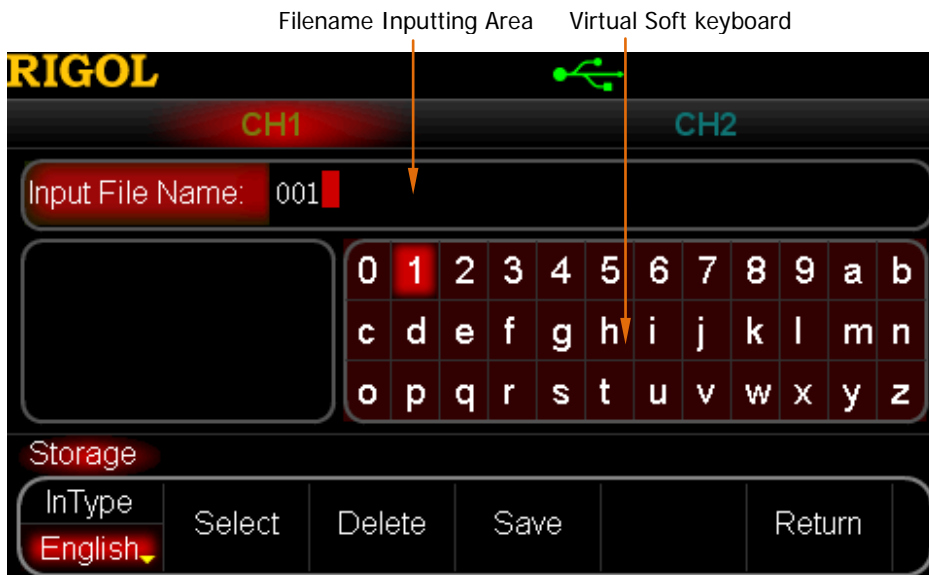 Filename Inputting Area Virtual Soft keyboard
RIGOL
CH1 CH2
Input File Name: 001
0 1 2 3 4 5 6 7 8 9 a b
c d e f g h i j k l m n
o p q r s t u v w x y z
Storage
InType
Select Delete Save Return
English